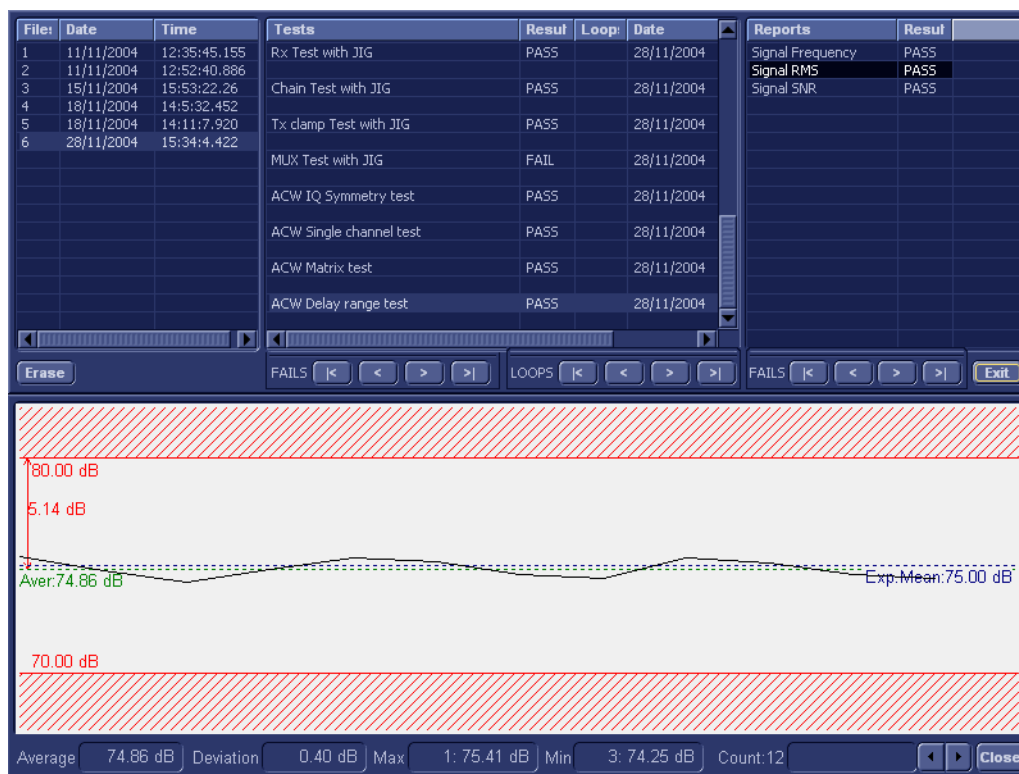 File: Date Time Tests Resul Loop: Date Reports Resul
1 11/11/2004 12:35:45.155 Rx Test with JIG PASS 28/11/2004 Signal Frequency PASS
2 11/11/2004 12:52:40.886 Signal RMS PASS
3 15/11/2004 15:53:22.26 Chain Test with JIG PASS 28/11/2004 Signal SNR PASS
4 18/11/2004 14:5:32.452
5 18/11/2004 14:11:7.920 Tx clamp Test with JIG PASS 28/11/2004
6 28/11/2004 15:34:4.422
MUX Test with JIG FAIL 28/11/2004
ACW IQ Symmetry test PASS 28/11/2004
ACW Single channel test PASS 28/11/2004
ACW Matrix test PASS 28/11/2004
ACW Delay range test PASS 28/11/2004
Erase FAILS |< < > >| LOOPS |< < > >| FAILS |< < > >| Exit
80.00 dB
5.14 dB
Aver:74.86 dB Exp.Mean:75.00 dB
70.00 dB
Average 74.86 dB Deviation 0.40 dB Max 1: 75.41 dB Min 3: 74.25 dB Count:12 Close